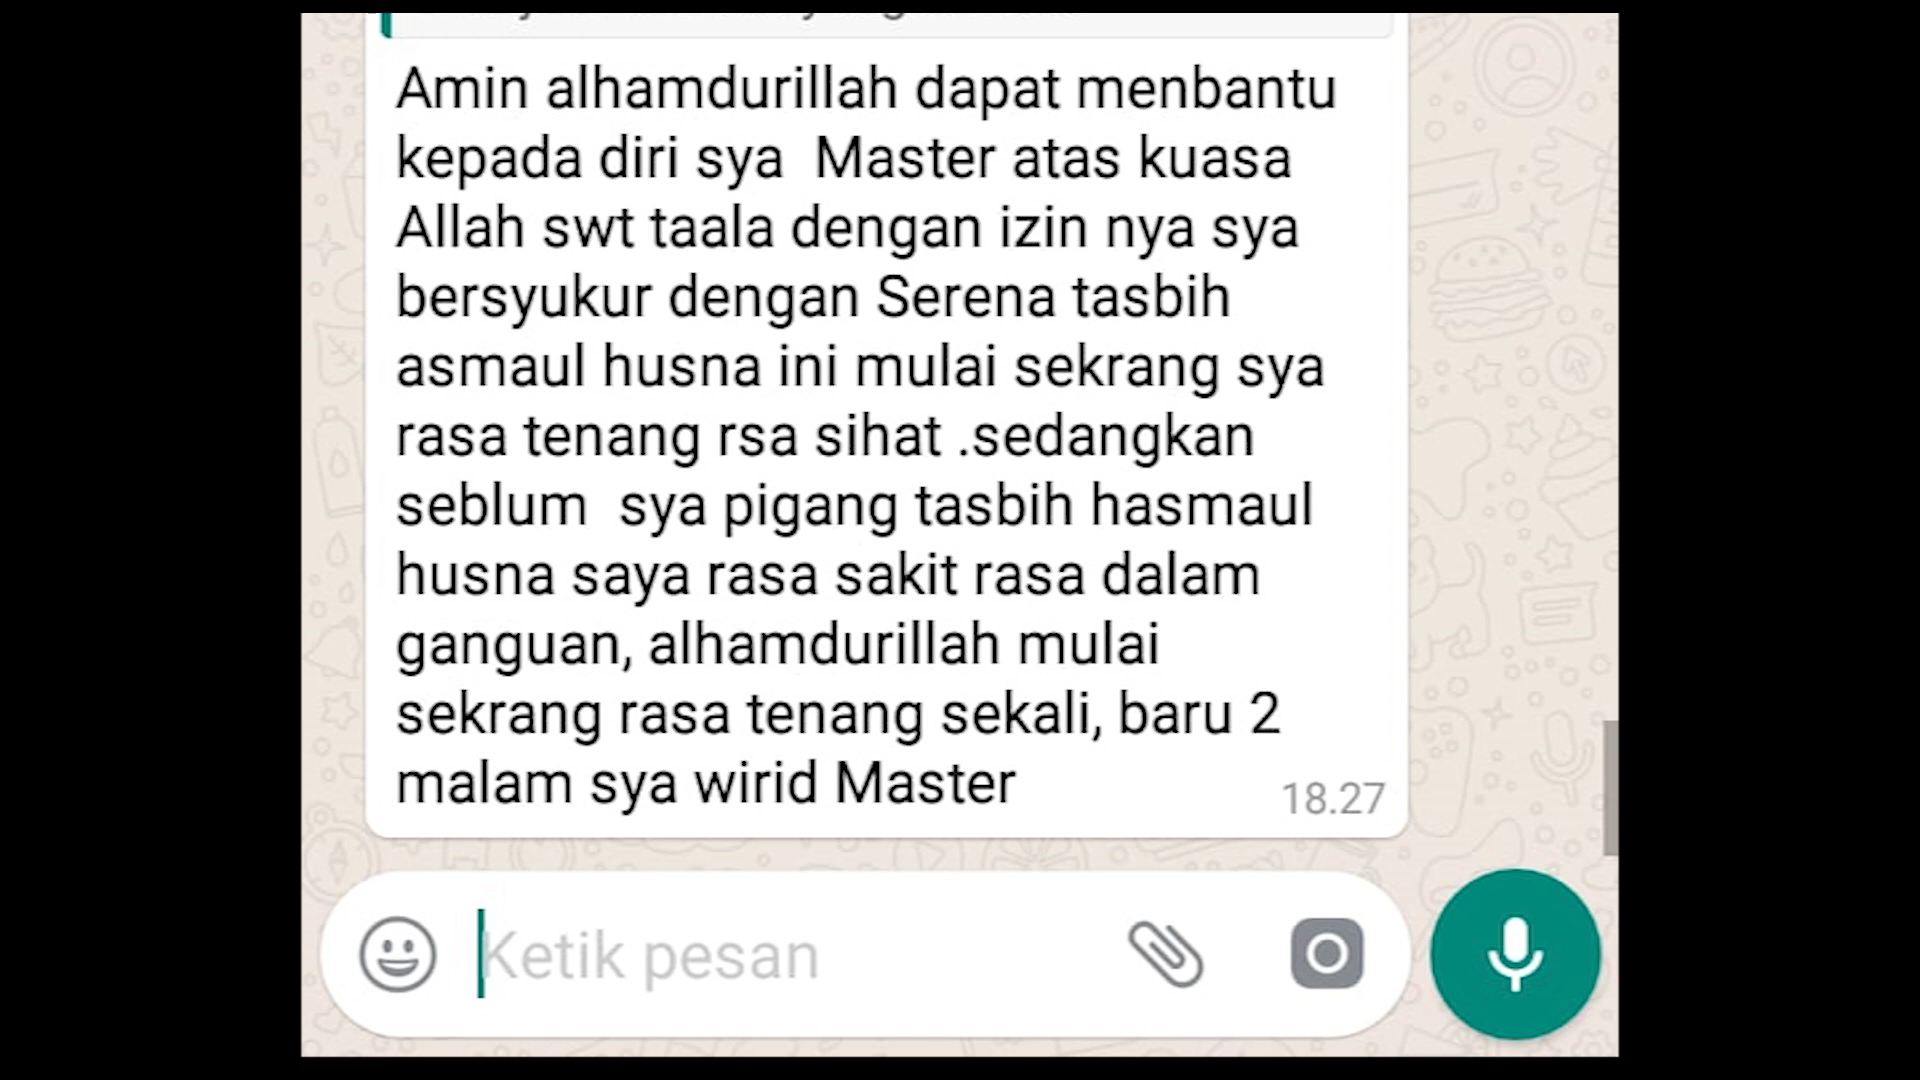 Amin alhamdurillah dapat menbantu
kepada diri sya  Master atas kuasa
Allah swt taala dengan izin nya sya
bersyukur dengan Serena tasbih
asmaul husna ini mulai sekrang sya
rasa tenang rsa sihat .sedangkan
seblum  sya pigang tasbih hasmaul
husna saya rasa sakit rasa dalam
ganguan, alhamdurillah mulai
sekrang rasa tenang sekali, baru 2
malam sya wirid Master
18.27
Ketik pesan